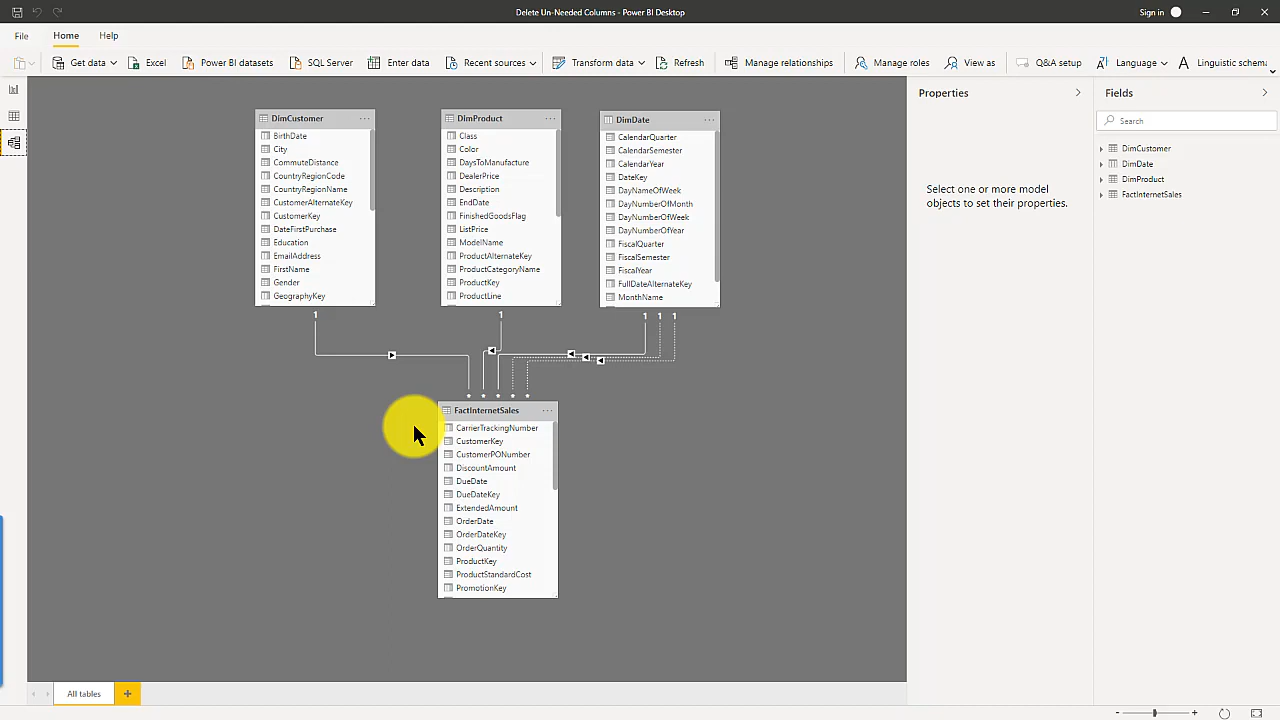 Delete Un-Needed Columns - Power BI Desktop
Sign in
File Home Help
Get data Excel Power BI datasets SQL Server Enter data Recent sources Transform data Refresh Manage relationships Manage roles View as Q&A setup Language Linguistic schem
DimCustomer
BirthDate
City
CommuteDistance
CountryRegionCode
CountryRegionName
CustomerAlternateKey
CustomerKey
DateFirstPurchase
Education
EmailAddress
FirstName
Gender
GeographyKey
DimProduct
Class
Color
DaysToManufacture
DealerPrice
Description
EndDate
FinishedGoodsFlag
ListPrice
ModelName
ProductAlternateKey
ProductCategoryName
ProductKey
ProductLine
DimDate
CalendarQuarter
CalendarSemester
CalendarYear
DateKey
DayNameOfWeek
DayNumberOfMonth
DayNumberOfWeek
DayNumberOfYear
FiscalQuarter
FiscalSemester
FiscalYear
FullDateAlternateKey
MonthName
1 1 1 1 1
* * * * *
FactInternetSales
CarrierTrackingNumber
CustomerKey
CustomerPONumber
DiscountAmount
DueDate
DueDateKey
ExtendedAmount
OrderDate
OrderDateKey
OrderQuantity
ProductKey
ProductStandardCost
PromotionKey
Properties
Select one or more model
objects to set their properties.
Fields
Search
DimCustomer
DimDate
DimProduct
FactInternetSales
All tables